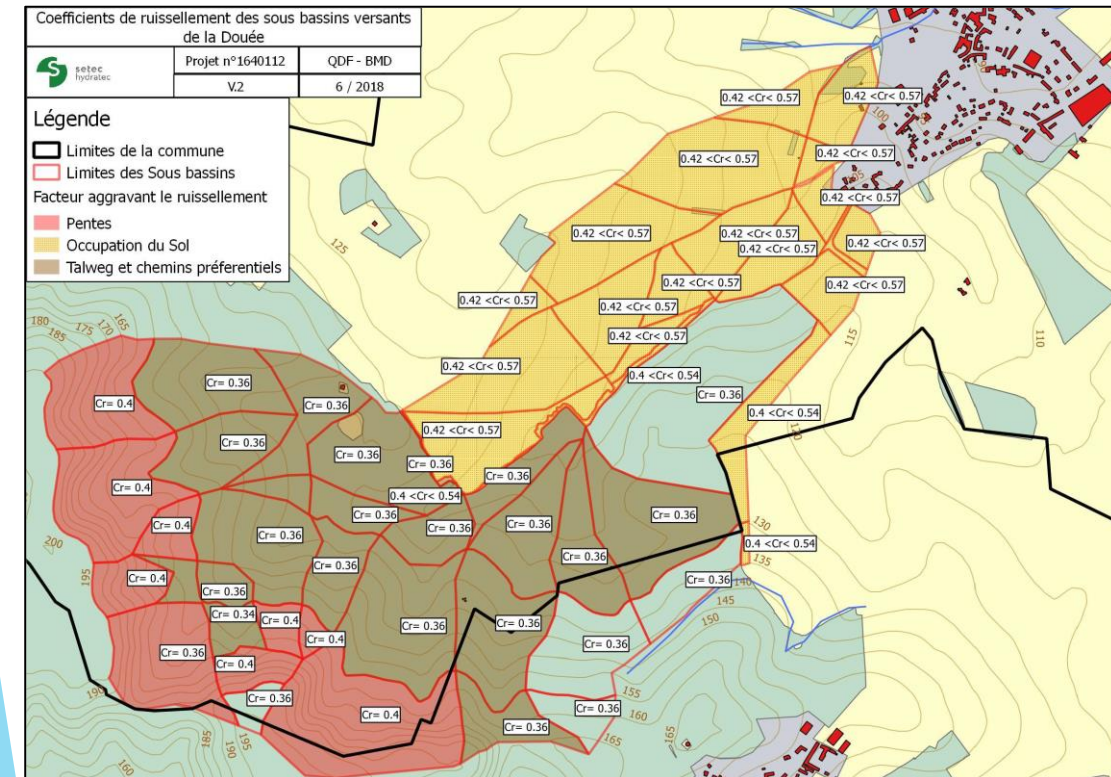 Coefficients de ruissellement des sous bassins versants
de la Douée
setec
hydratec
Projet n°1640112
QDF - BMD
V.2
6 / 2018
Légende
Limites de la commune
Limites des Sous bassins
Facteur aggravant le ruissellement
Pentes
Occupation du Sol
Talweg et chemins préferentiels
0.42 <Cr< 0.57
0.42 <Cr< 0.57
100
0.42 <Cr< 0.57
0.42 <Cr< 0.57
0.42 <Cr< 0.57
0.42 <Cr< 0.57
0.42 <Cr< 0.57
0.42 <Cr< 0.57
0.42 <Cr< 0.57
125
0.42 <Cr< 0.57
0.42 <Cr< 0.57
0.42 <Cr< 0.57
0.42 <Cr< 0.57
0.42 <Cr< 0.57
180
185
175
170
165
115
110
0.42 <Cr< 0.57
0.4 <Cr< 0.54
0.42 <Cr< 0.57
Cr= 0.36
Cr= 0.36
Cr= 0.4
Cr= 0.36
0.4 <Cr< 0.54
120
0.42 <Cr< 0.57
Cr= 0.36
Cr= 0.36
Cr= 0.36
Cr= 0.36
Cr= 0.4
0.4 <Cr< 0.54
Cr= 0.36
Cr= 0.36
Cr= 0.4
Cr= 0.36
Cr= 0.36
130
Cr= 0.36
200
0.4 <Cr< 0.54
Cr= 0.36
Cr= 0.36
135
195
Cr= 0.4
Cr= 0.36
140
Cr= 0.36
145
Cr= 0.34
Cr= 0.4
150
Cr= 0.36
Cr= 0.36
Cr= 0.4
Cr= 0.36
Cr= 0.36
Cr= 0.4
190
Cr= 0.36
155
Cr= 0.36
Cr= 0.4
160
Cr= 0.36
165
165
185
190
195
160